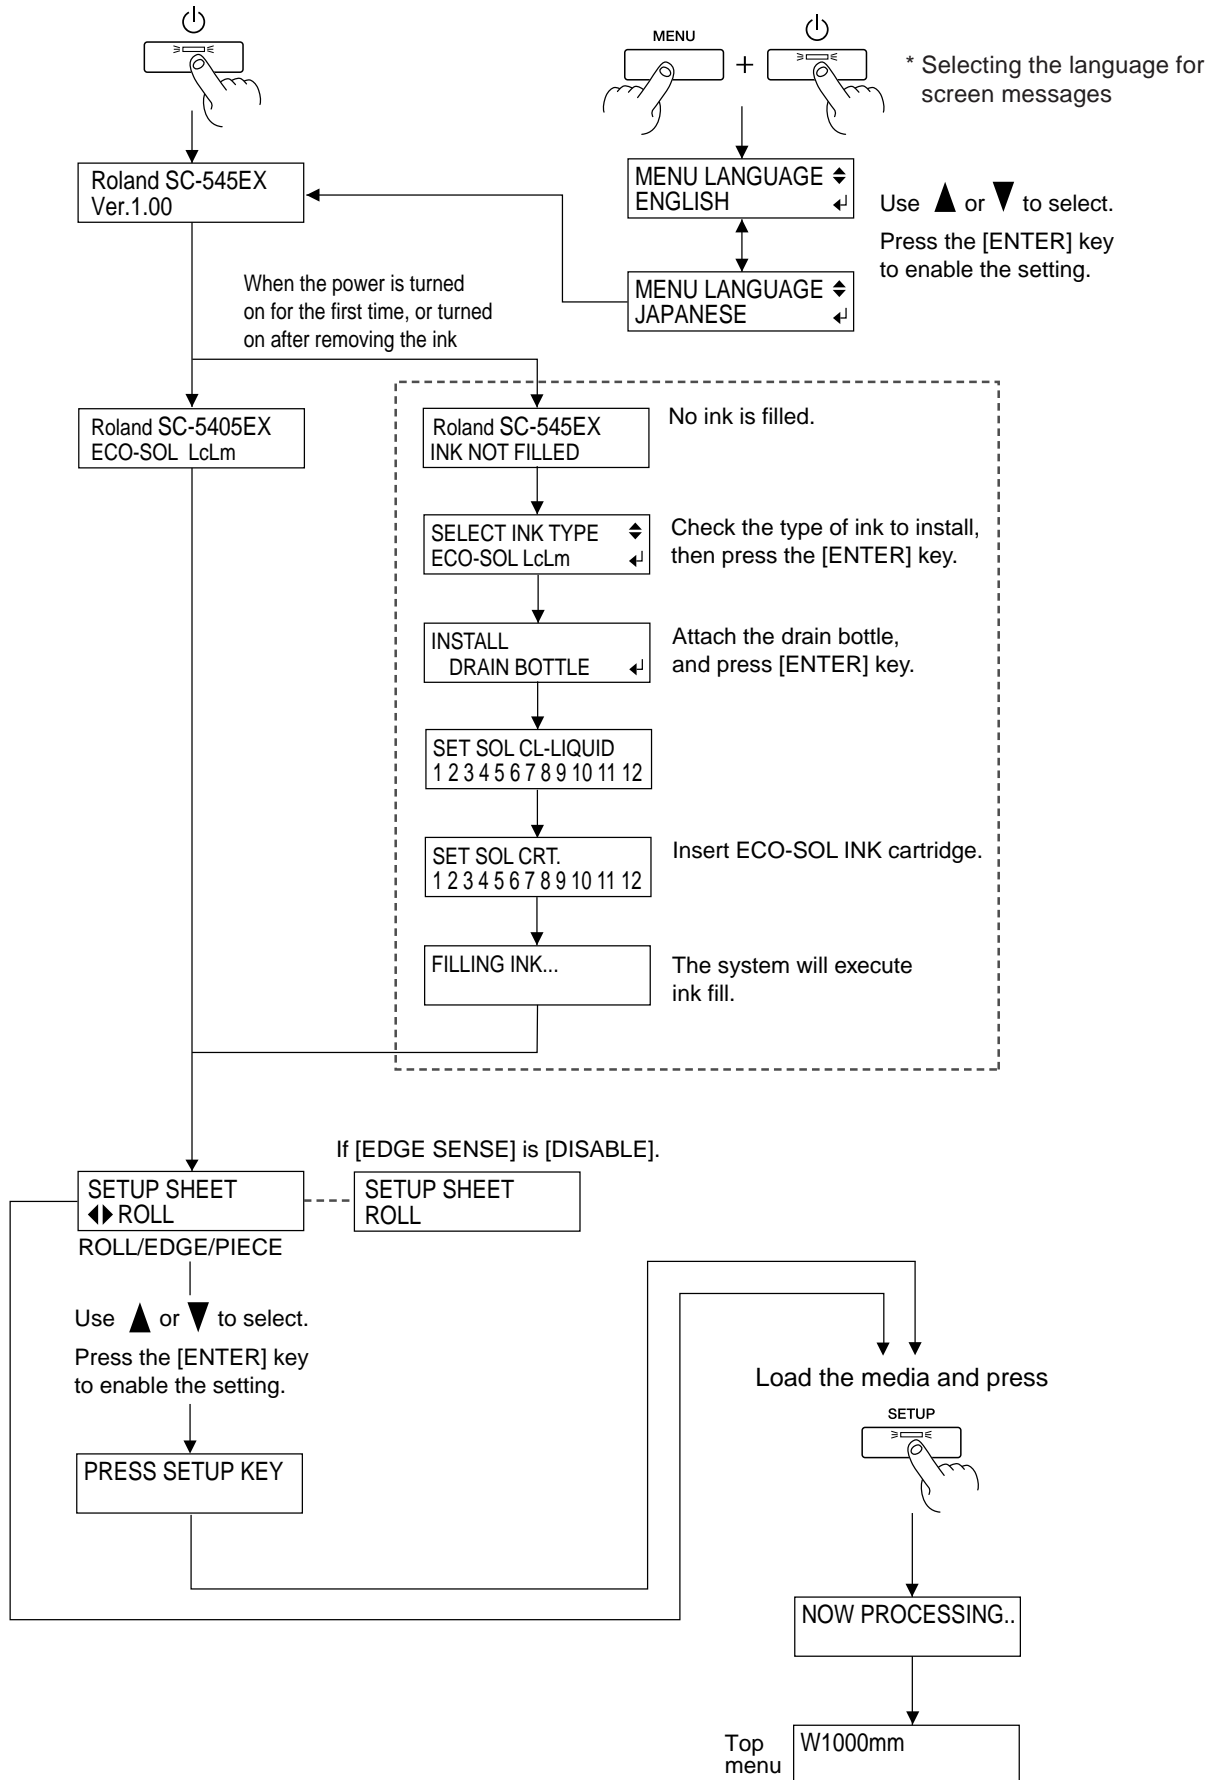 MENU
+
* Selecting the language for
screen messages
Roland SC-545EX
Ver.1.00
MENU LANGUAGE
ENGLISH
Use ▲ or ▼ to select.
Press the [ENTER] key
to enable the setting.
MENU LANGUAGE
JAPANESE
When the power is turned
on for the first time, or turned
on after removing the ink
Roland SC-5405EX
ECO-SOL LcLm
Roland SC-545EX
INK NOT FILLED
No ink is filled.
SELECT INK TYPE
ECO-SOL LcLm
Check the type of ink to install,
then press the [ENTER] key.
INSTALL
DRAIN BOTTLE
Attach the drain bottle,
and press [ENTER] key.
SET SOL CL-LIQUID
1 2 3 4 5 6 7 8 9 10 11 12
SET SOL CRT.
1 2 3 4 5 6 7 8 9 10 11 12
Insert ECO-SOL INK cartridge.
FILLING INK...
The system will execute
ink fill.
If [EDGE SENSE] is [DISABLE].
SETUP SHEET
ROLL
SETUP SHEET
ROLL
ROLL/EDGE/PIECE
Use ▲ or ▼ to select.
Press the [ENTER] key
to enable the setting.
PRESS SETUP KEY
Load the media and press
SETUP
NOW PROCESSING..
Top
menu
W1000mm